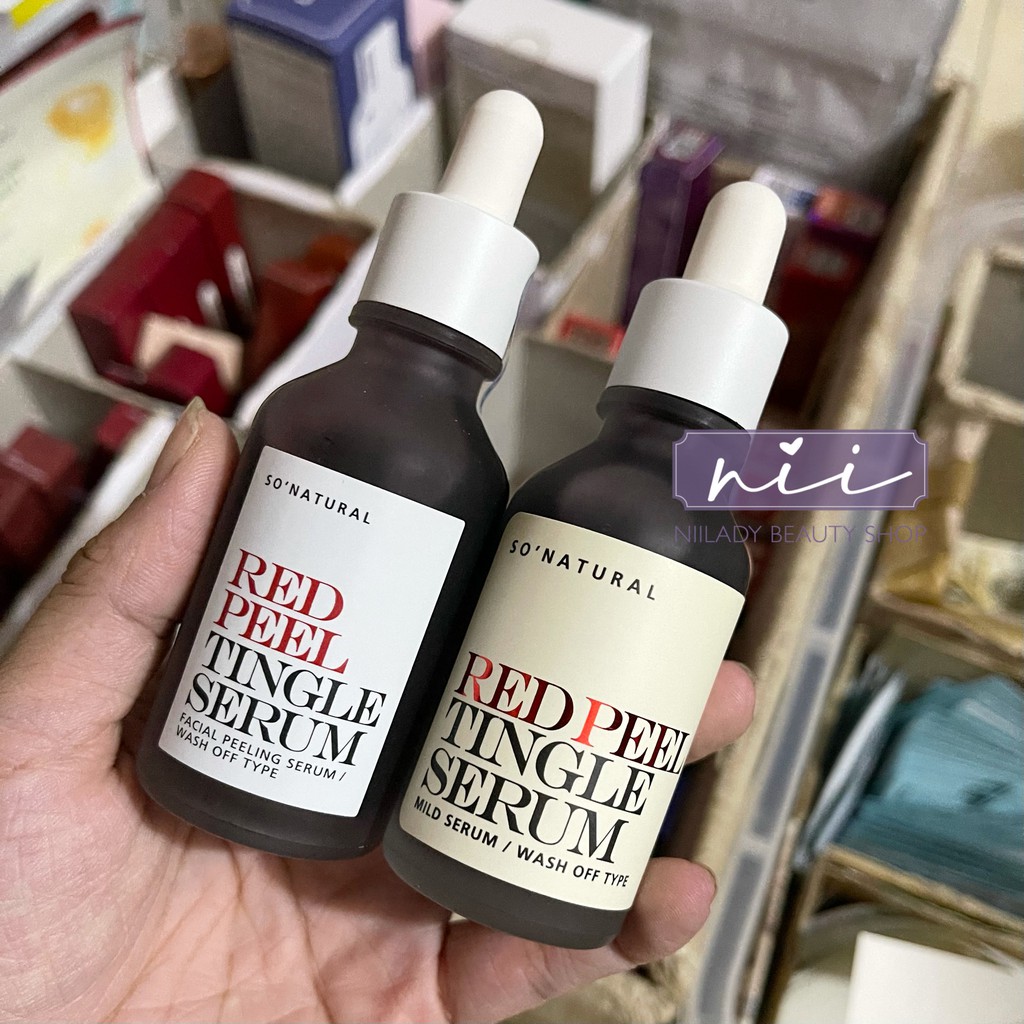 SO'NATURAL
RED
PEEL
TINGLE
SERUM
FACIAL PEELING SERUM /
WASH OFF TYPE
SO'NATURAL
RED PEEL
TINGLE
SERUM
MILD SERUM / WASH OFF TYPE
nii
NIILADY BEAUTY SHOP